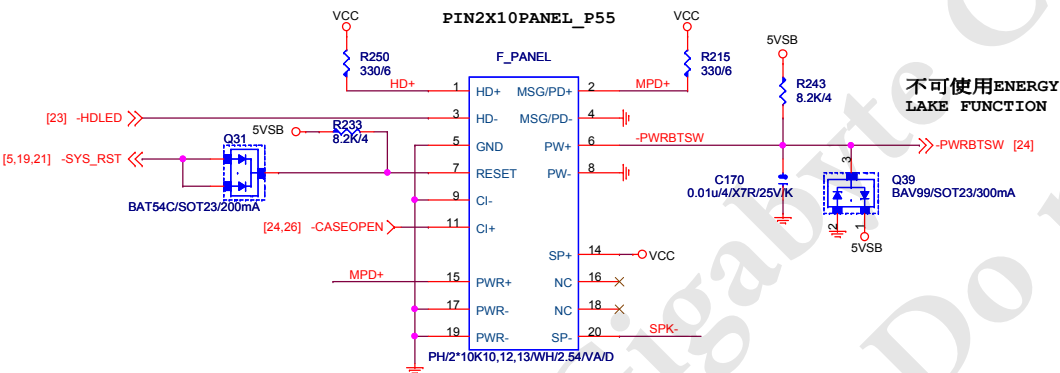 PIN2X10PANEL_P55
VCC
VCC
R250
330/6
F_PANEL
R215
330/6
5VSB
R243
8.2K/4
不可使用ENERGY
LAKE FUNCTION
HD+
1
HD+
MSG/PD+
2
MPD+
[23] -HDLED
3
HD-
MSG/PD-
4
Q31
5VSB
R233
8.2K/4
5
GND
PW+
6
-PWRBTSW
-PWRBTSW [24]
[5,19,21] -SYS_RST
7
RESET
PW-
8
3
C170
0.01u/4/X7R/25V/K
Q39
BAV99/SOT23/300mA
BAT54C/SOT23/200mA
9
CI-
[24,26] -CASEOPEN
11
CI+
2
1
5VSB
SP+
14
VCC
MPD+
15
PWR+
NC
16
17
PWR-
NC
18
19
PWR-
SP-
20
SPK-
PH/2*10K10,12,13/WH/2.54/VA/D
gabyte C
Do